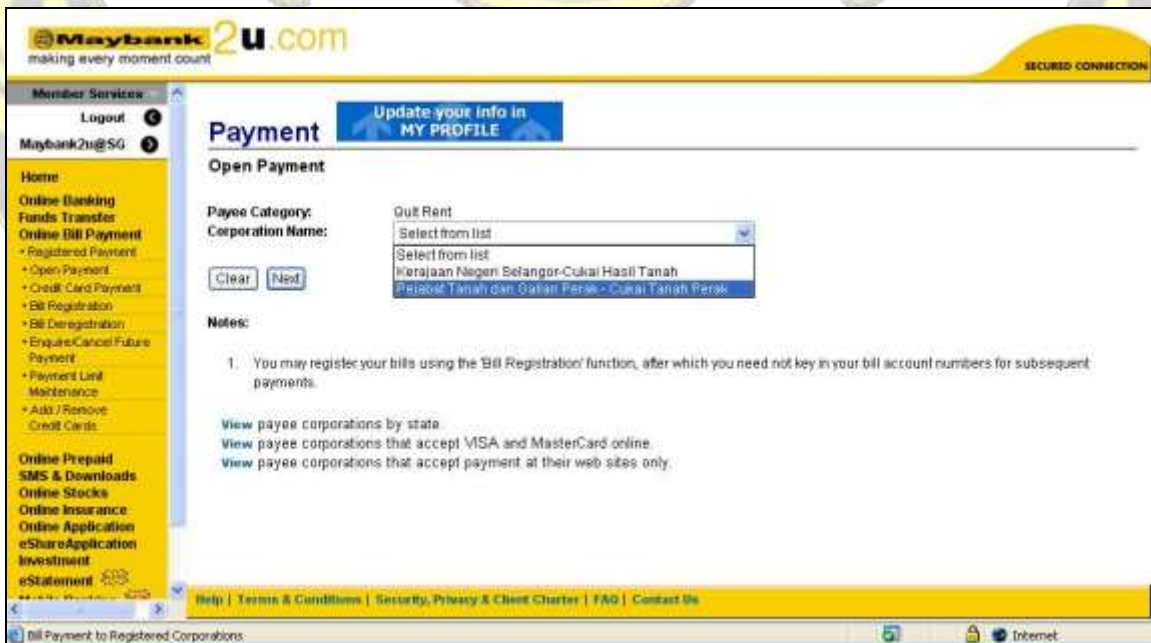 Maybank2u.com
making every moment count
SECURED CONNECTION
Member Services
Logout
Maybank2u@SG
Home
Online Banking
Funds Transfer
Online Bill Payment
• Registered Payment
• Open Payment
• Credit Card Payment
• Bill Registration
• Bill Deregistration
• Enquire/Cancel Future
Payment
• Payment Limit
Maintenance
• Add / Remove
Credit Cards
Online Prepaid
SMS & Downloads
Online Stocks
Online Insurance
Online Application
eShareApplication
Investment
eStatement
Payment
Update your info in
MY PROFILE
Open Payment
Payee Category: Quit Rent
Corporation Name: Select from list
Select from list
Kerajaan Negeri Selangor-Cukai Hasil Tanah
Pejabat Tanah dan Galian Perak - Cukai Tanah Perak
Clear Next
Notes:
1. You may register your bills using the 'Bill Registration' function, after which you need not key in your bill account numbers for subsequent
payments.
View payee corporations by state.
View payee corporations that accept VISA and MasterCard online.
View payee corporations that accept payment at their web sites only.
Help | Terms & Conditions | Security, Privacy & Client Charter | FAQ | Contact Us
Bill Payment to Registered Corporations
Internet